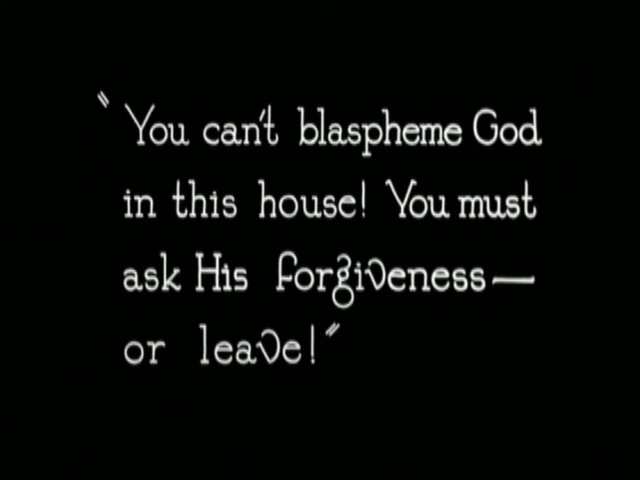 "You can't blaspheme God
in this house! You must
ask His forgiveness—
or leave!"